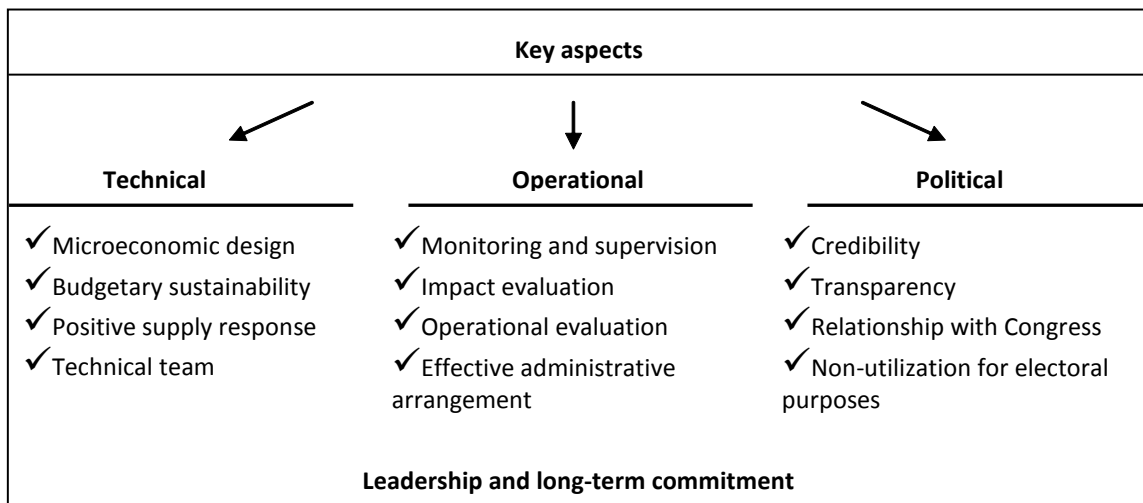 Key aspects
Technical
✓Microeconomic design
✓Budgetary sustainability
✓Positive supply response
✓Technical team
Operational
✓Monitoring and supervision
✓Impact evaluation
✓Operational evaluation
✓Effective administrative
arrangement
Political
✓Credibility
✓Transparency
✓Relationship with Congress
✓Non-utilization for electoral
purposes
Leadership and long-term commitment